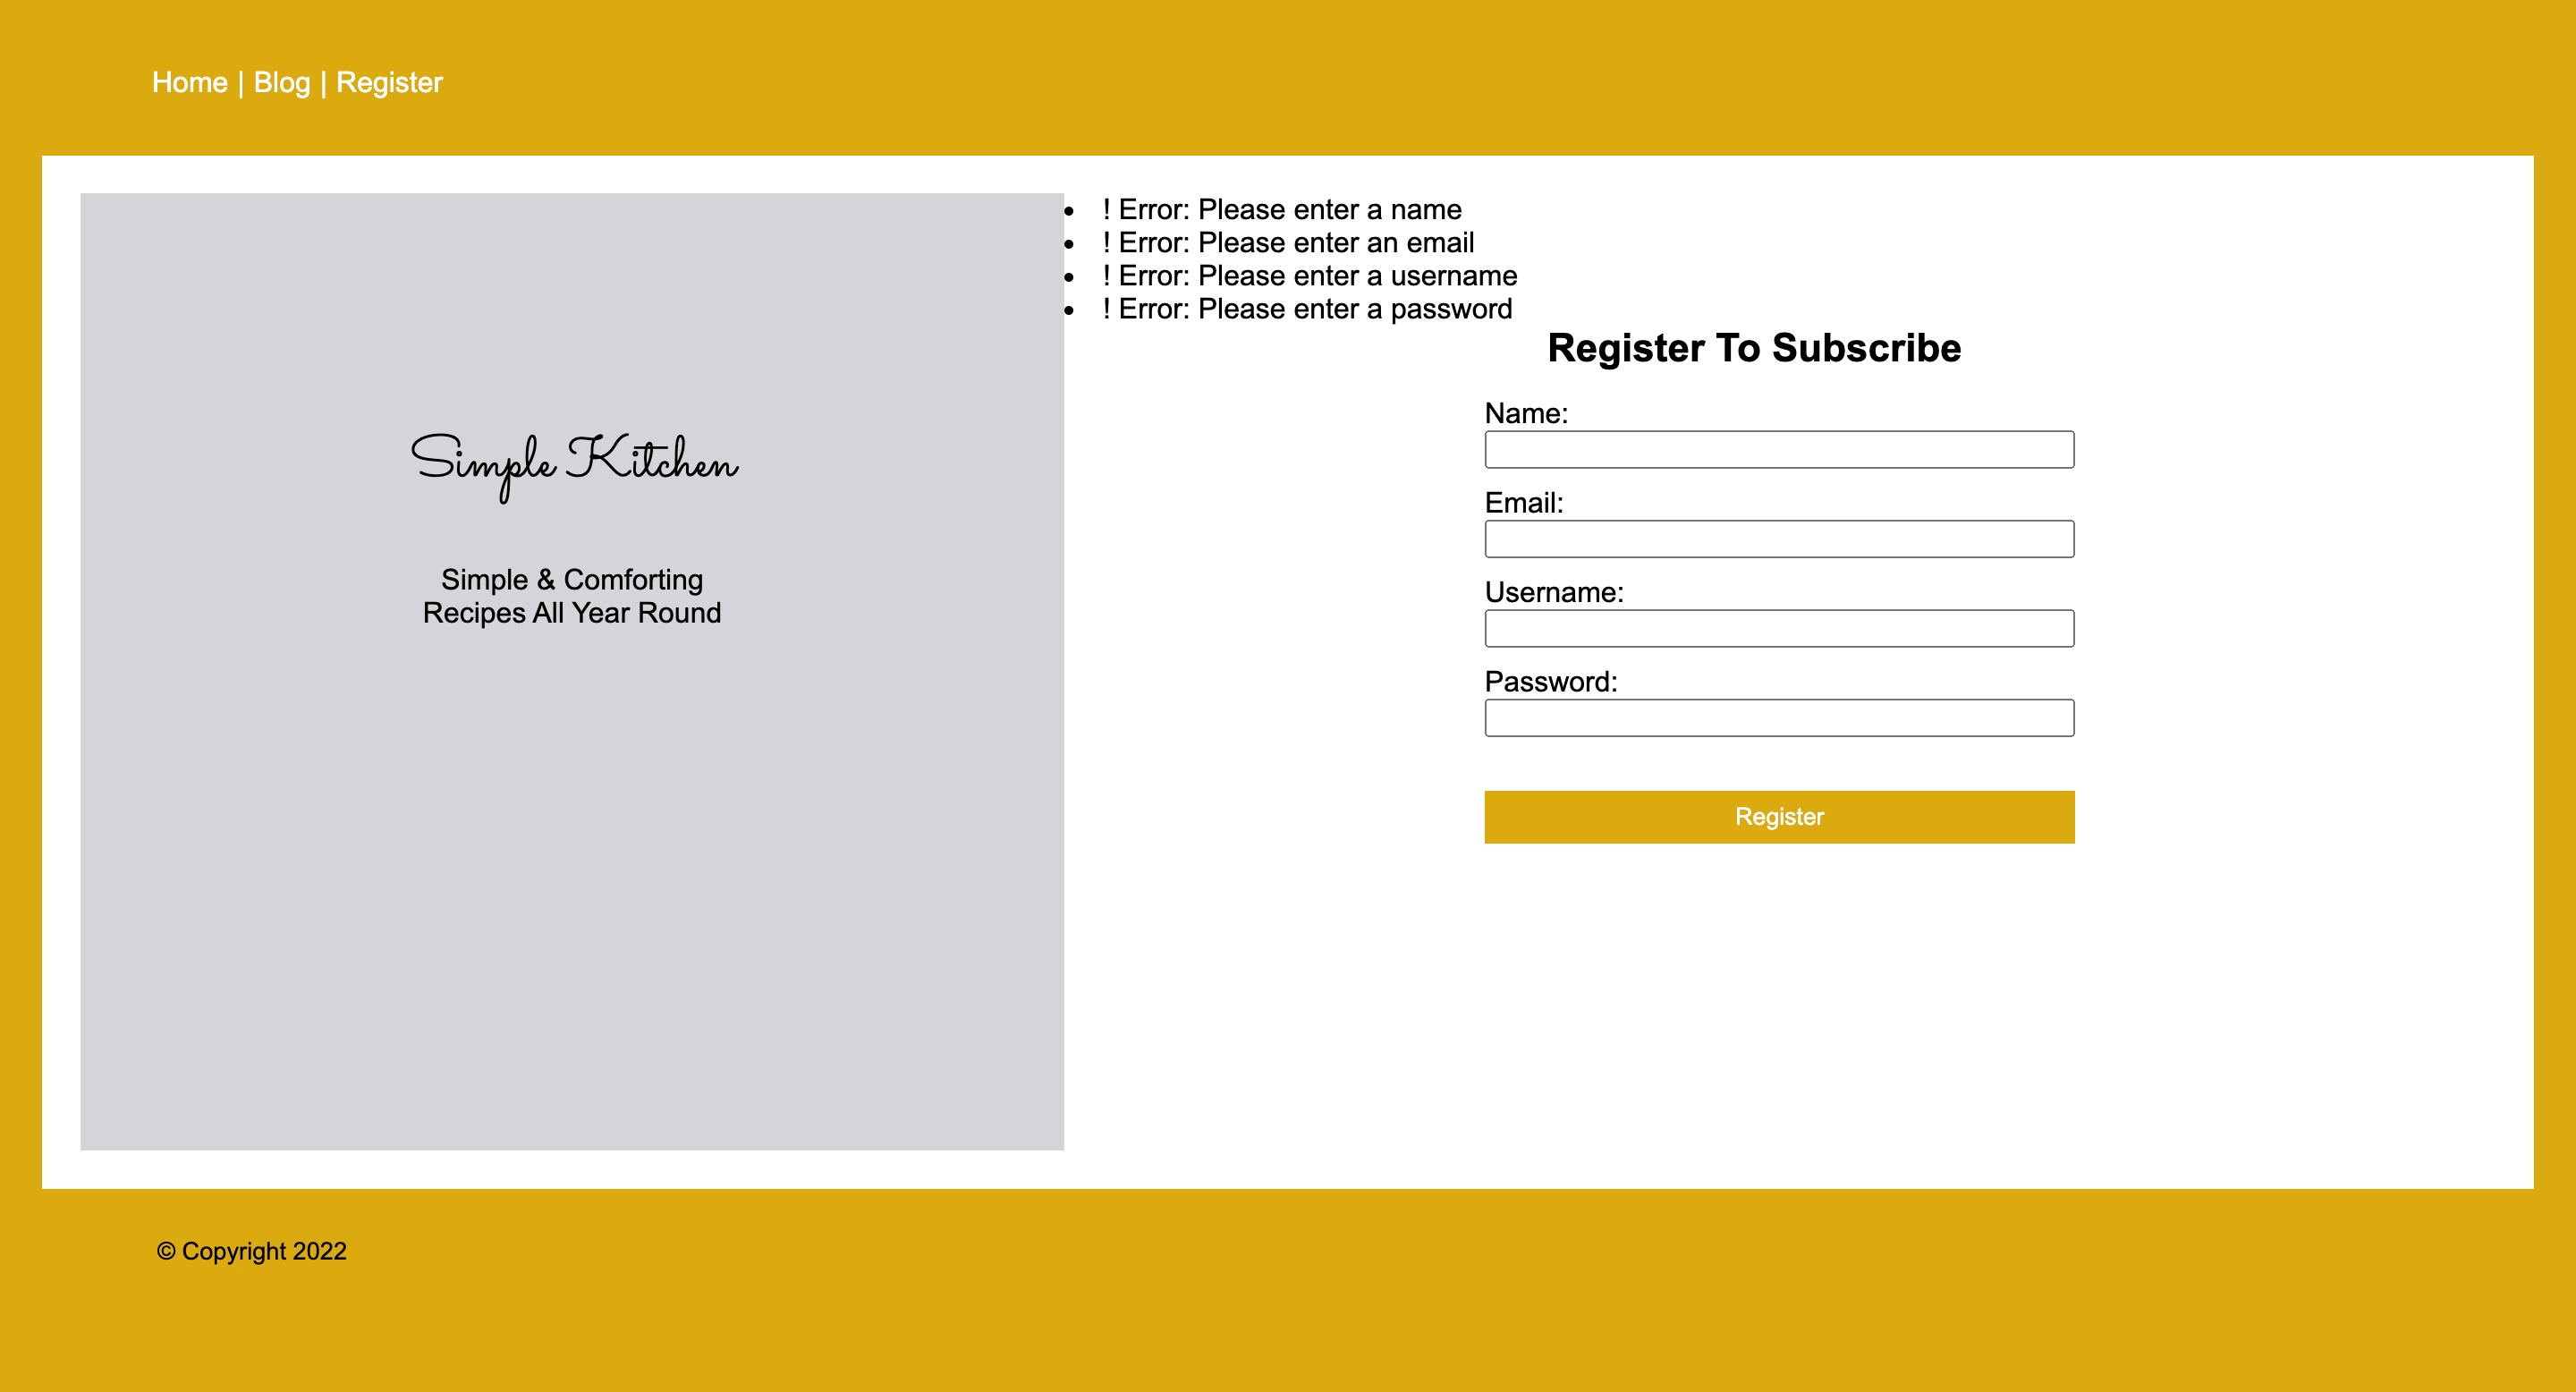 Home | Blog | Register
Simple Kitchen
Simple & Comforting
Recipes All Year Round
! Error: Please enter a name
! Error: Please enter an email
! Error: Please enter a username
! Error: Please enter a password
Register To Subscribe
Name:
Email:
Username:
Password:
Register
© Copyright 2022